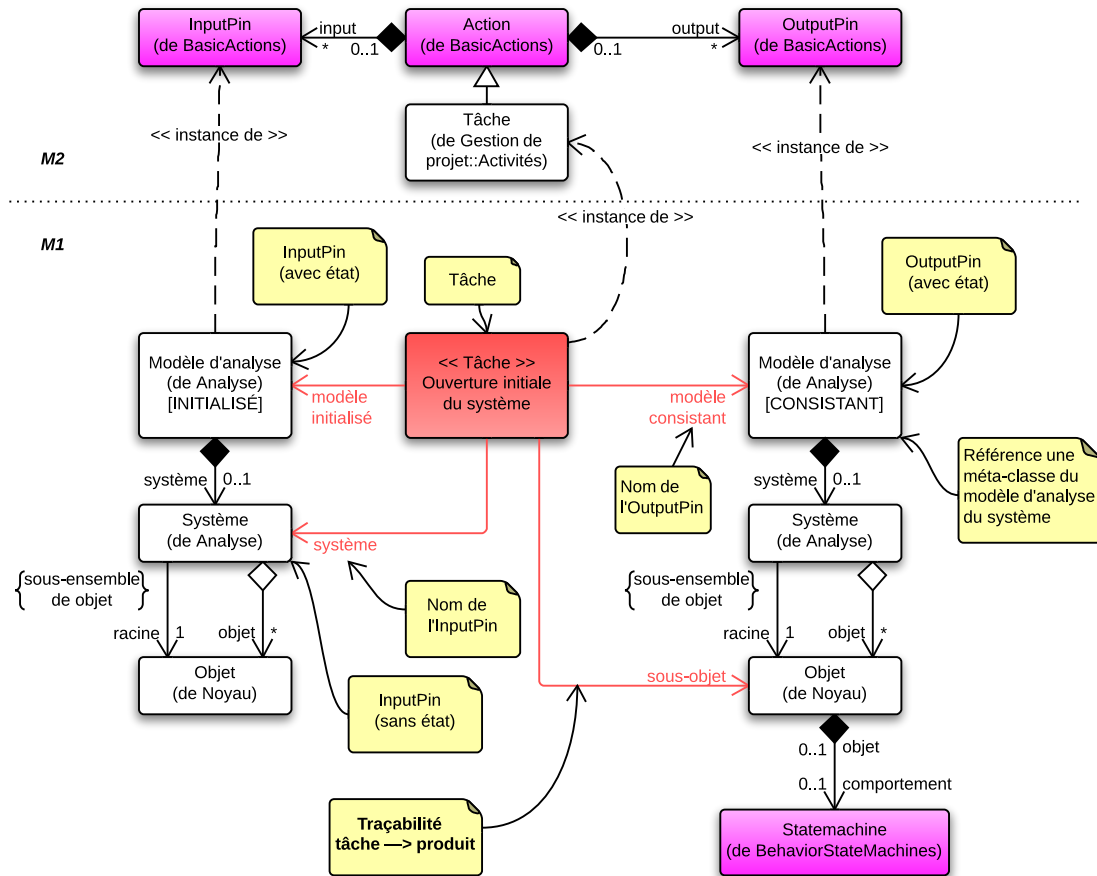 InputPin
(de BasicActions)
input
*
0..1
Action
(de BasicActions)
0..1
output
*
OutputPin
(de BasicActions)
<< instance de >>
Tâche
(de Gestion de
projet::Activités)
<< instance de >>
M2
<< instance de >>
M1
InputPin
(avec état)
Tâche
OutputPin
(avec état)
Modèle d'analyse
(de Analyse)
[INITIALISÉ]
modèle
initialisé
<< Tâche >>
Ouverture initiale
du système
modèle
consistant
Modèle d'analyse
(de Analyse)
[CONSISTANT]
système
0..1
Nom de
l'OutputPin
système
0..1
Référence une
méta-classe du
modèle d'analyse
du système
Système
(de Analyse)
système
Système
(de Analyse)
{sous-ensemble
de objet}
Nom de
l'InputPin
{sous-ensemble
de objet}
racine
1
objet
*
racine
1
objet
*
Objet
(de Noyau)
InputPin
(sans état)
sous-objet
Objet
(de Noyau)
0..1
objet
0..1
comportement
Traçabilité
tâche —> produit
Statemachine
(de BehaviorStateMachines)